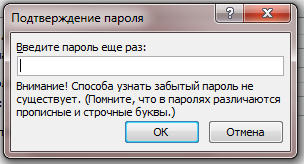 Подтверждение пароля
Введите пароль еще раз:
Внимание! Способа узнать забытый пароль не
существует. (Помните, что в паролях различаются
прописные и строчные буквы.)
ОК
Отмена